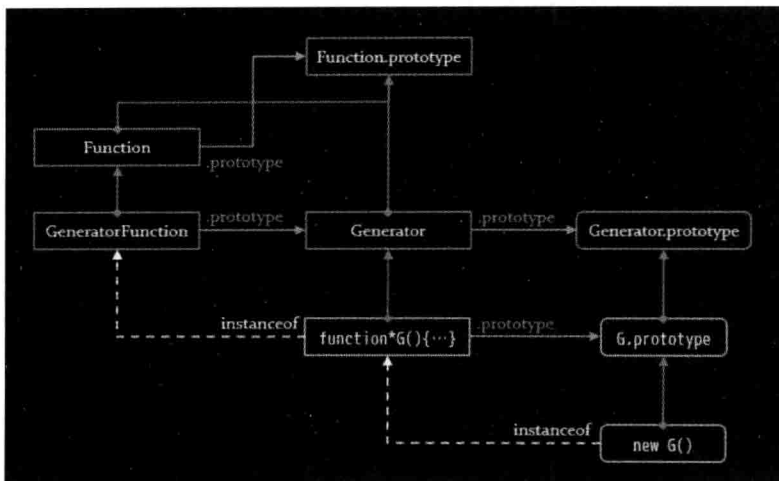 Function.prototype
Function
.prototype
GeneratorFunction
.prototype
Generator
.prototype
Generator.prototype
instanceof
function*G(){…}
.prototype
G.prototype
instanceof
new G()